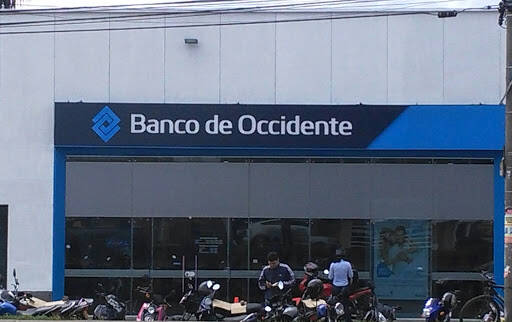 Banco de Occidente